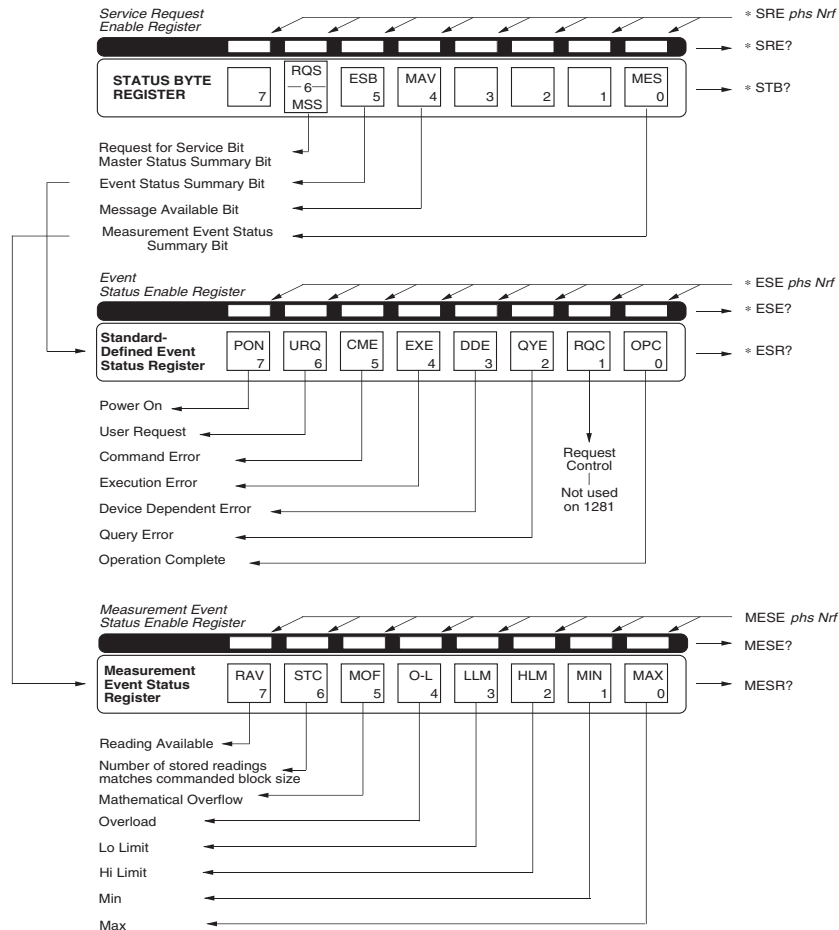 Service Request
Enable Register
∗ SRE phs Nrf
∗ SRE?
STATUS BYTE
REGISTER
7
RQS
6
MSS
ESB
5
MAV
4
3
2
1
MES
0
∗ STB?
Request for Service Bit
Master Status Summary Bit
Event Status Summary Bit
Message Available Bit
Measurement Event Status
Summary Bit
Event
Status Enable Register
∗ ESE phs Nrf
∗ ESE?
Standard-
Defined Event
Status Register
PON
7
URQ
6
CME
5
EXE
4
DDE
3
QYE
2
RQC
1
OPC
0
∗ ESR?
Power On
User Request
Command Error
Execution Error
Device Dependent Error
Query Error
Operation Complete
Request
Control
Not used
on 1281
Measurement Event
Status Enable Register
MESE phs Nrf
MESE?
Measurement
Event Status
Register
RAV
7
STC
6
MOF
5
O-L
4
LLM
3
HLM
2
MIN
1
MAX
0
MESR?
Reading Available
Number of stored readings
matches commanded block size
Mathematical Overflow
Overload
Lo Limit
Hi Limit
Min
Max